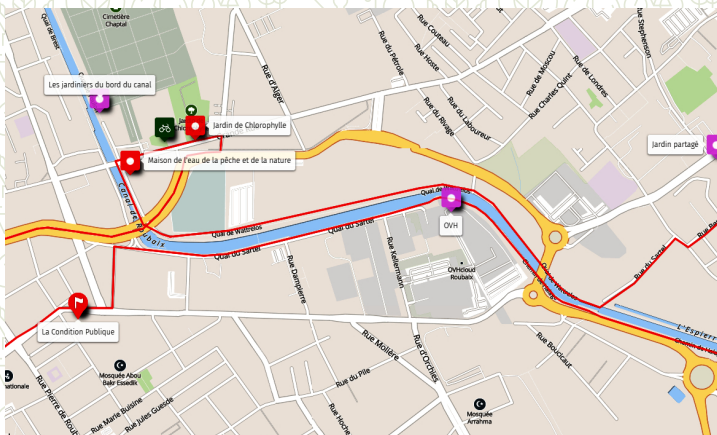 Cimetière
Chaptal
Quai de Brest
Rue d'Alger
Rue du Pétrole
Rue Couteau
Rue Hoste
Rue de Moscou
Rue Charles Quint
Rue de Londres
Rue Stephenson
Les jardiniers du bord du canal
Jardin de Chlorophylle
Rue du Rivage
Rue du Laboureur
Jardin partagé
Maison de l'eau de la pêche et de la nature
Canal de Roubaix
Quai de Wattrelos
Quai de Wattrelos
Quai du Sartel
Quai du Sartel
OVH
OVHcloud
Roubaix
Rue Kellermann
Rue Dampierre
Rue du Sartel
L'Espierre
La Condition Publique
Rue Boucicaut
Rue Molière
Rue d'Orchies
Mosquée Abou
Bakr Essedik
Rue du Pile
Rue Marie Buisine
Rue Jules Guesde
Rue Hoche
Mosquée
Arrahma